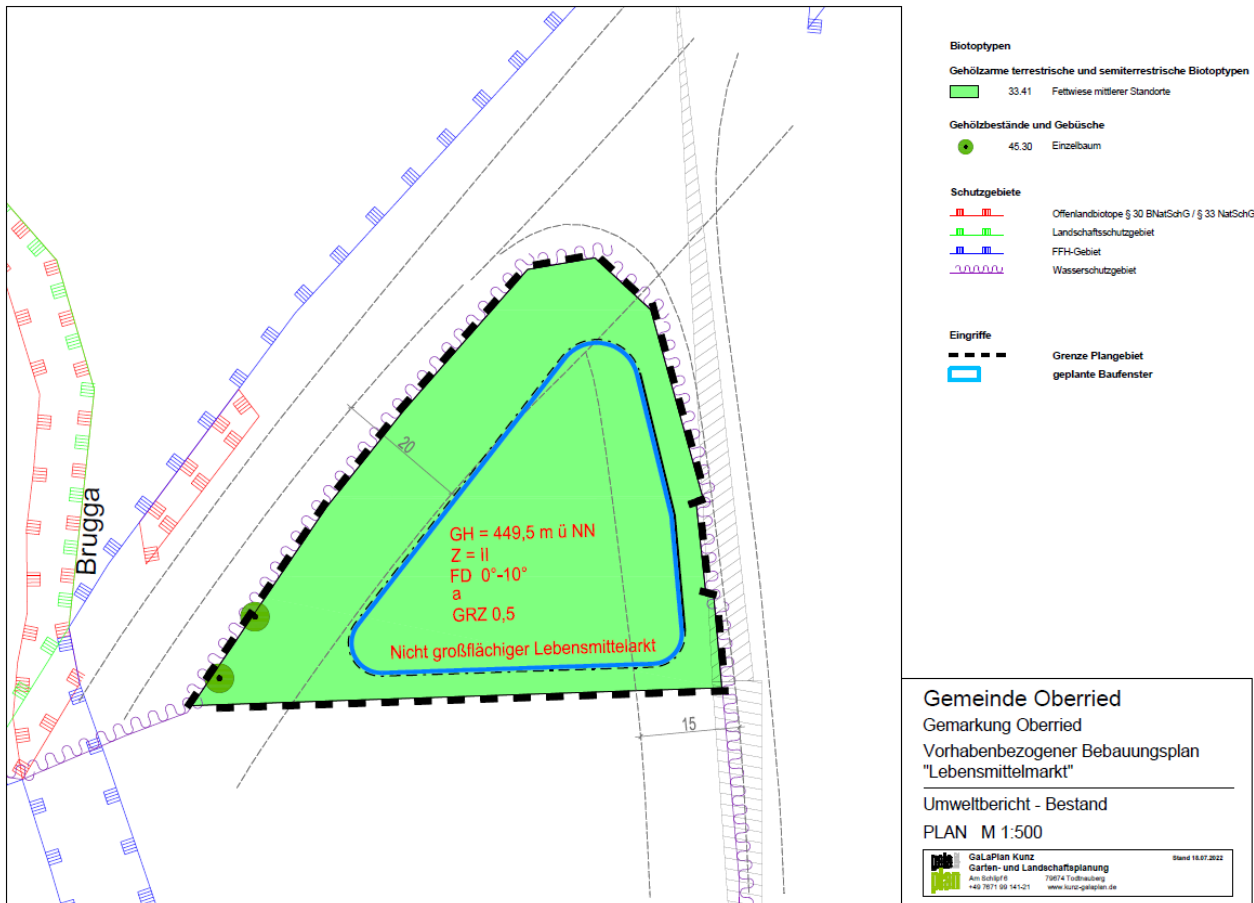 Brugga
20
GH = 449,5 m ü NN
Z = II
FD 0°-10°
a
GRZ 0,5
Nicht großflächiger Lebensmittelarkt
15
Biotoptypen
Gehölzarme terrestrische und semiterrestrische Biotoptypen
33.41 Fettwiese mittlerer Standorte
Gehölzbestände und Gebüsche
45.30 Einzelbaum
Schutzgebiete
Offenlandbiotope § 30 BNatSchG / § 33 NatSchG
Landschaftsschutzgebiet
FFH-Gebiet
Wasserschutzgebiet
Eingriffe
Grenze Plangebiet
geplante Baufenster
Gemeinde Oberried
Gemarkung Oberried
Vorhabenbezogener Bebauungsplan
"Lebensmittelmarkt"
Umweltbericht - Bestand
PLAN M 1:500
gala plan
GaLaPlan Kunz
Stand 18.07.2022
Garten- und Landschaftsplanung
Am Schlipf 6 79674 Todtnauberg
+49 7671 99 141-21 www.kunz-galaplan.de